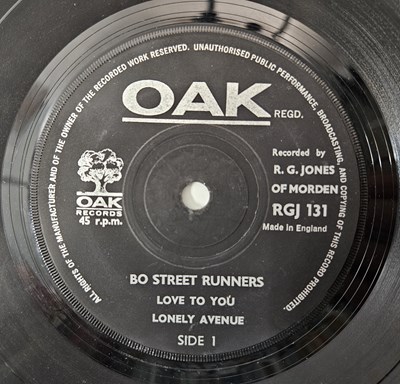 ALL RIGHTS OF THE MANUFACTURER AND OF THE OWNER OF THE RECORDED WORK RESERVED. UNAUTHORISED PUBLIC PERFORMANCE, BROADCASTING, AND COPYING OF THIS RECORD PROHIBITED.
OAK
REGD.
OAK
RECORDS
45 r.p.m.
Recorded by
R. G. JONES
OF MORDEN
RGJ 131
Made in England
BO STREET RUNNERS
LOVE TO YOU
LONELY AVENUE
SIDE 1